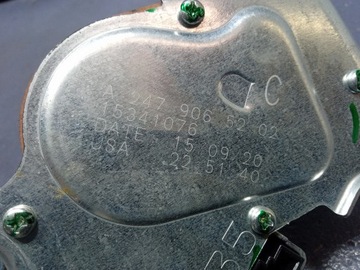 A 247 906 62 02
15341076
DATE 15.09.20
USA 22.51.40
C